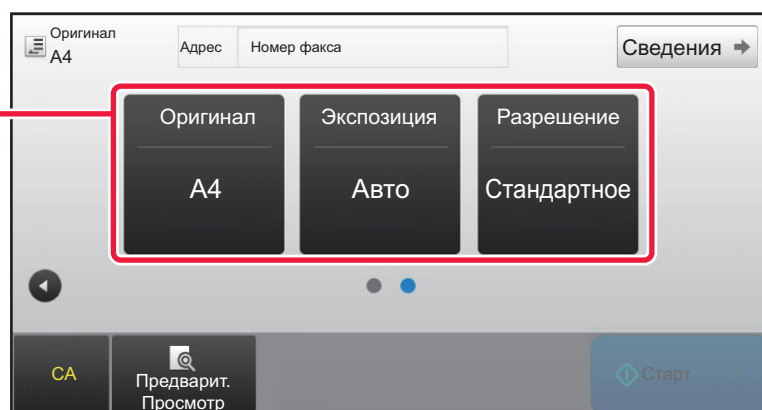 Оригинал
A4
Адрес
Номер факса
Сведения
Оригинал
A4
Экспозиция
Авто
Разрешение
Стандартное
CA
Предварит.
Просмотр
Старт